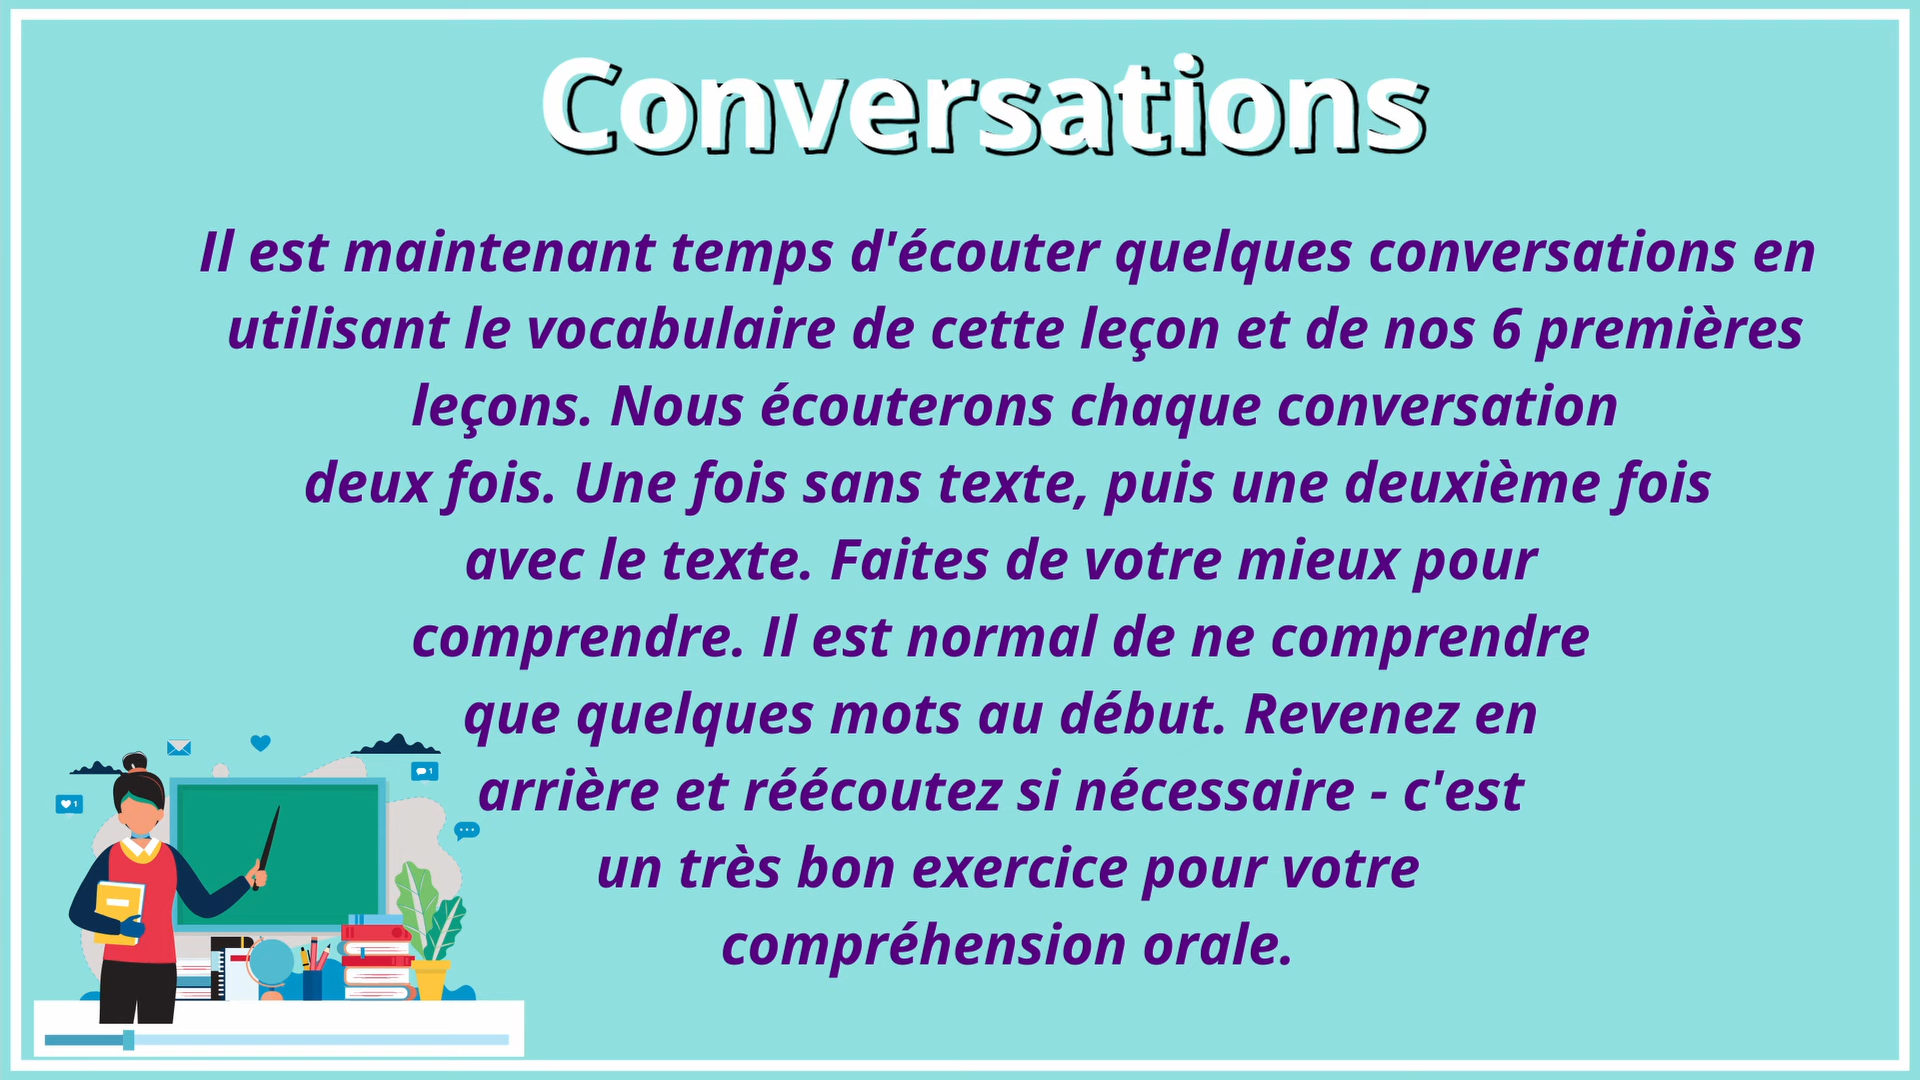 Conversations
Il est maintenant temps d'écouter quelques conversations en
utilisant le vocabulaire de cette leçon et de nos 6 premières
leçons. Nous écouterons chaque conversation
deux fois. Une fois sans texte, puis une deuxième fois
avec le texte. Faites de votre mieux pour
comprendre. Il est normal de ne comprendre
que quelques mots au début. Revenez en
arrière et réécoutez si nécessaire - c'est
un très bon exercice pour votre
compréhension orale.
1
1